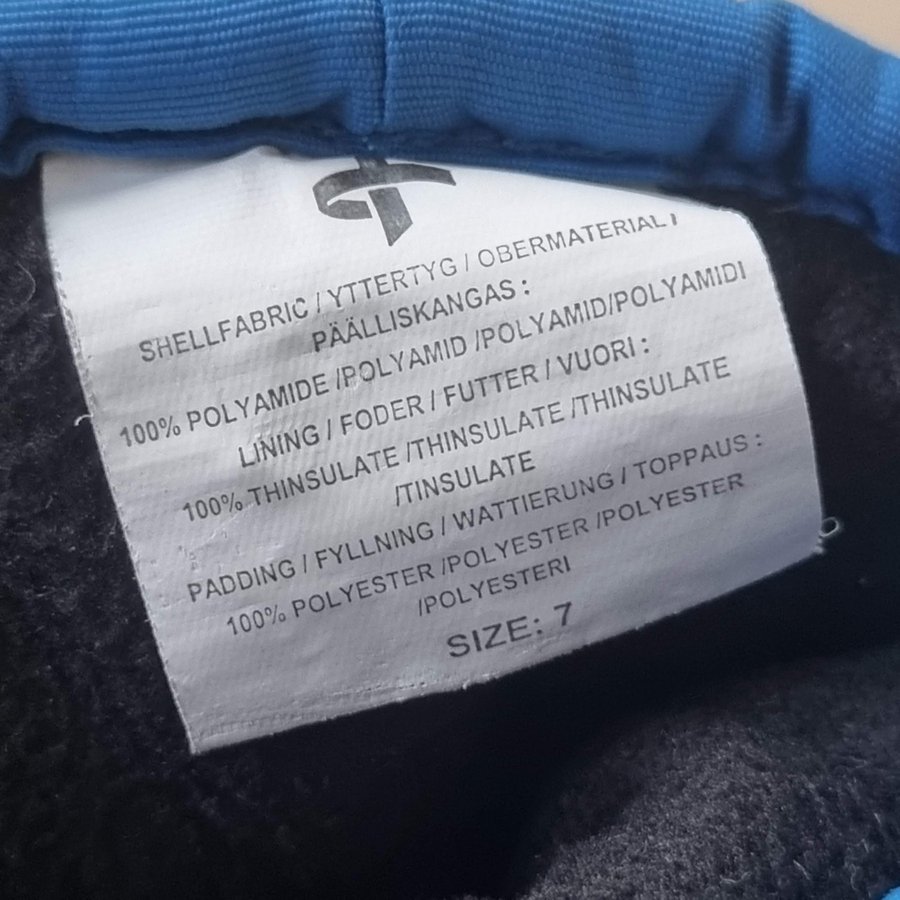 SHELLFABRIC / YTTERTYG / OBERMATERIAL /
PÄÄLLISKANGAS :
100% POLYAMIDE /POLYAMID /POLYAMID/POLYAMIDI
LINING / FODER / FUTTER / VUORI :
100% THINSULATE /THINSULATE /THINSULATE
/TINSULATE
PADDING / FYLLNING / WATTIERUNG / TOPPAUS :
100% POLYESTER /POLYESTER /POLYESTER
/POLYESTERI
SIZE: 7